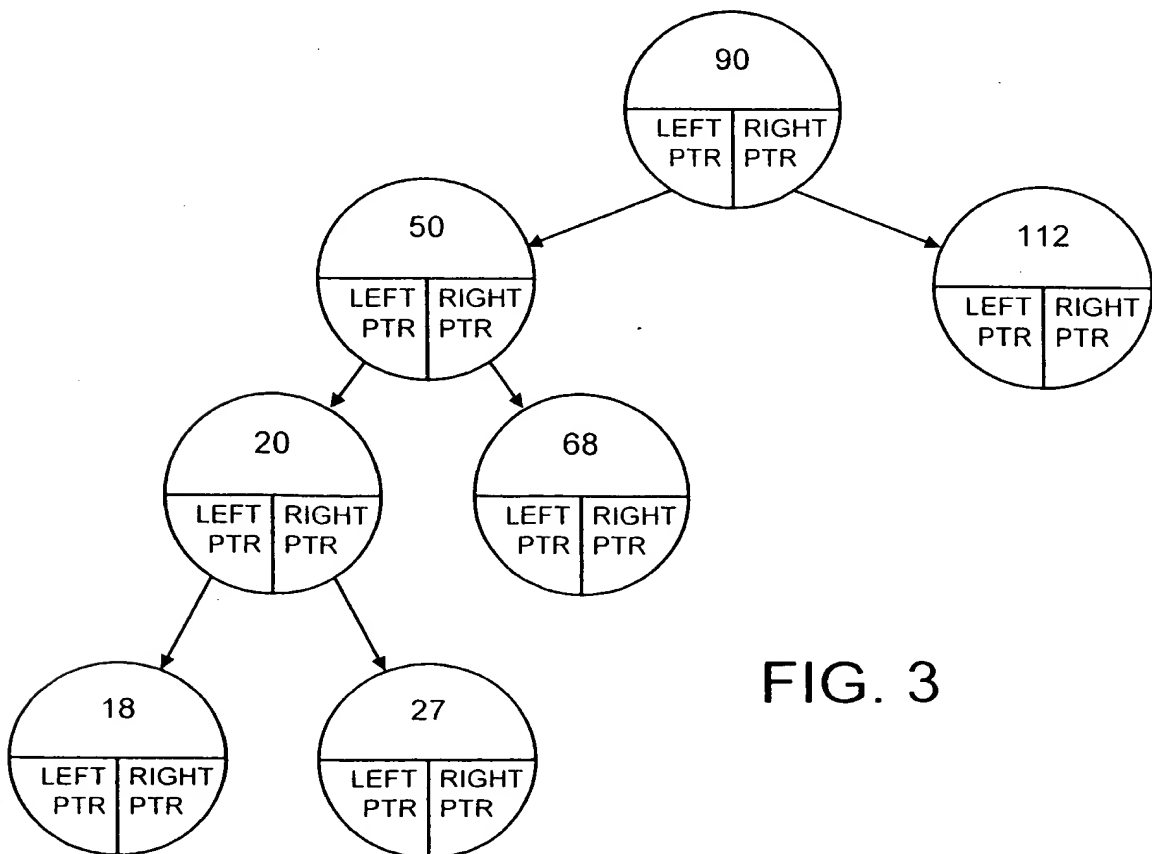 90
LEFT RIGHT
PTR PTR
50
LEFT RIGHT
PTR PTR
112
LEFT RIGHT
PTR PTR
20
LEFT RIGHT
PTR PTR
68
LEFT RIGHT
PTR PTR
18
LEFT RIGHT
PTR PTR
27
LEFT RIGHT
PTR PTR
FIG. 3